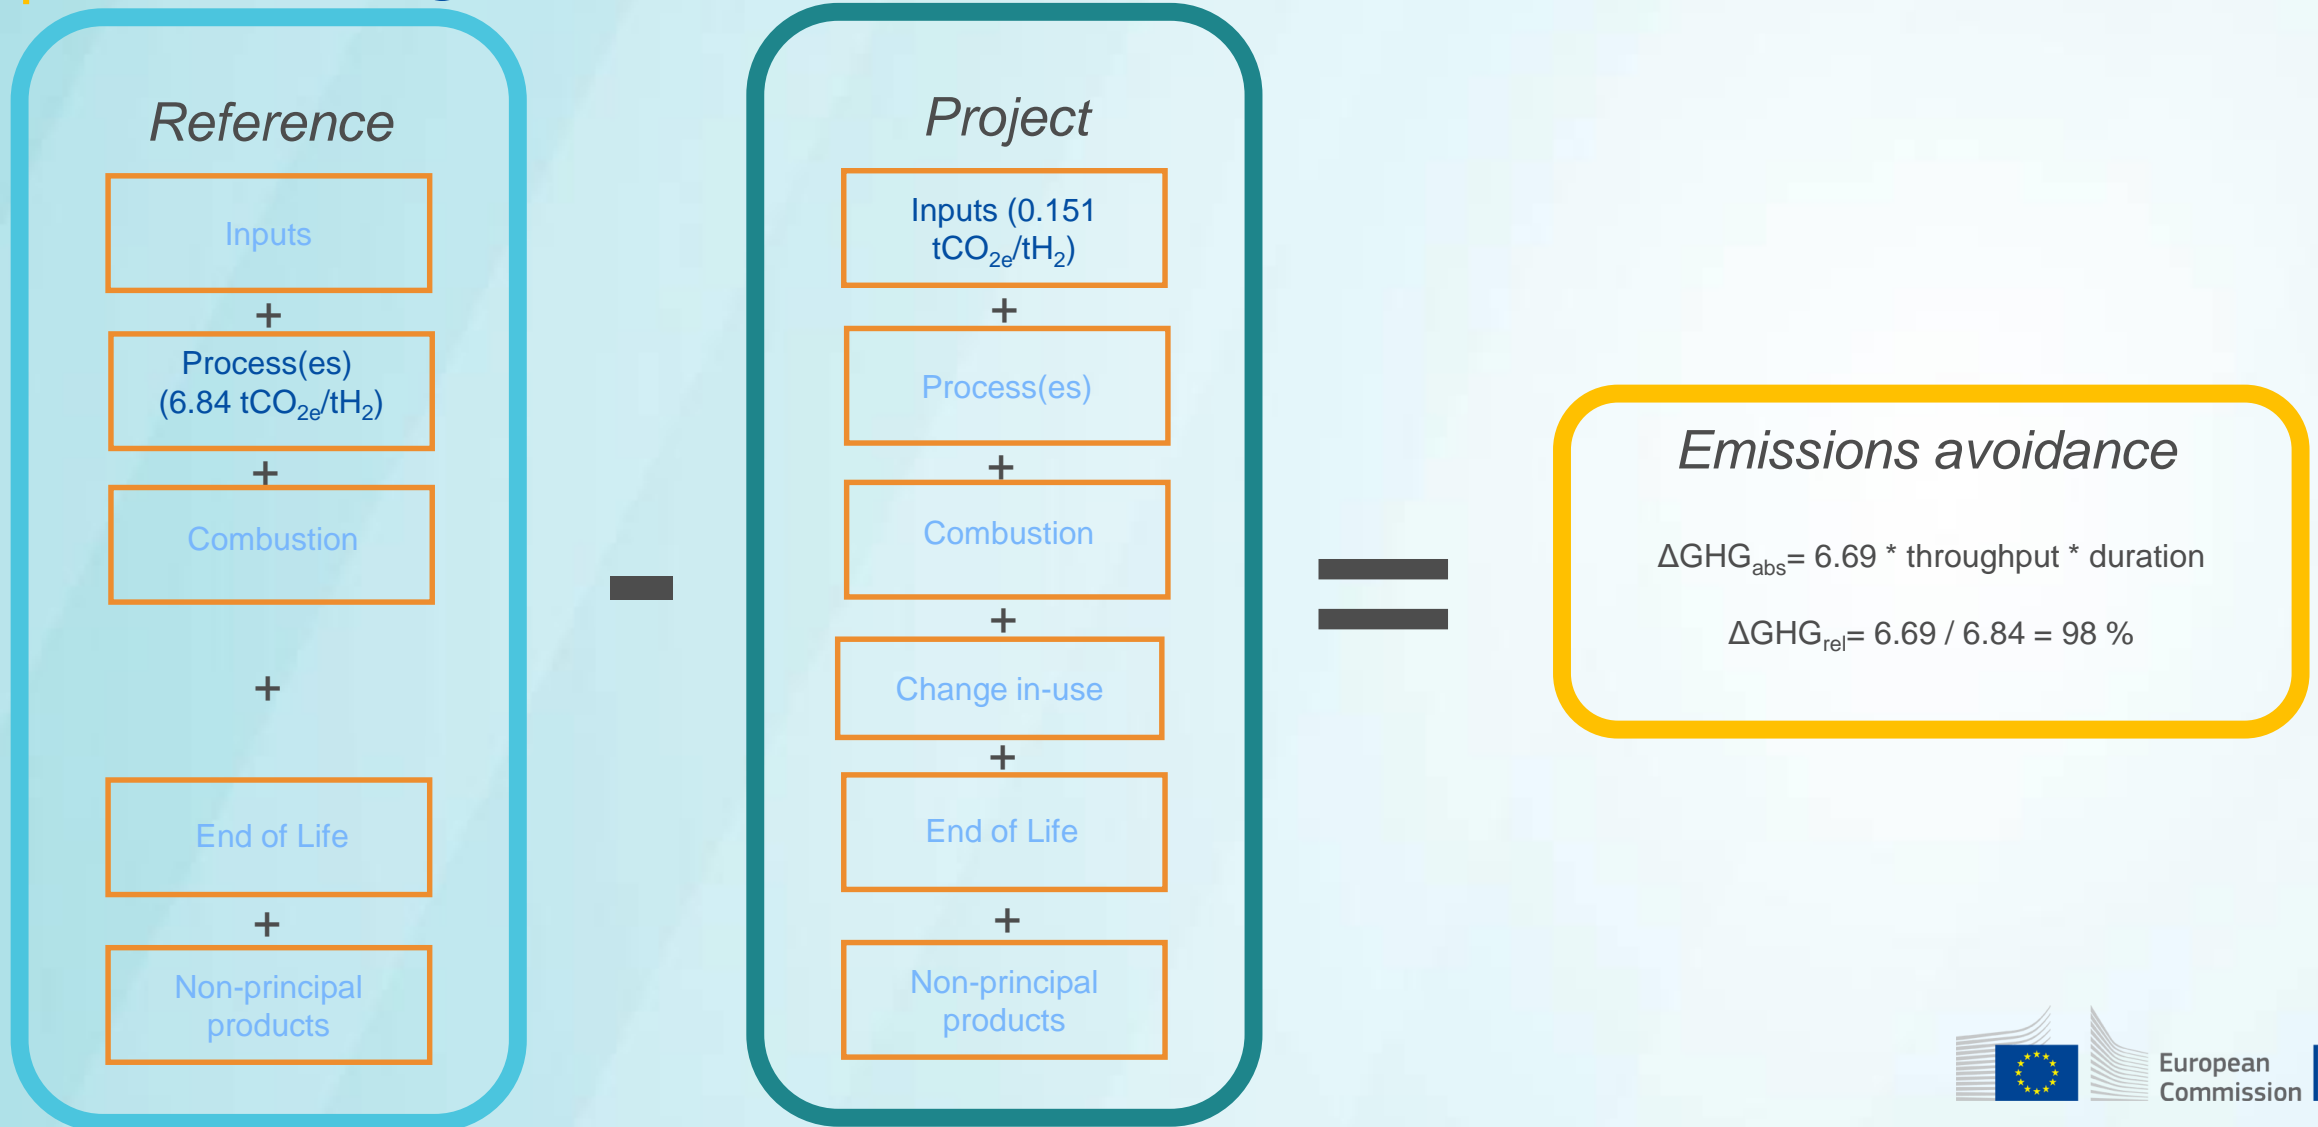 Reference
Inputs
+
Process(es)
(6.84 tCO₂ₑ/tH₂)
+
Combustion
+
End of Life
+
Non-principal
products
-
Project
Inputs (0.151
tCO₂ₑ/tH₂)
+
Process(es)
+
Combustion
+
Change in-use
+
End of Life
+
Non-principal
products
=
Emissions avoidance
ΔGHGabs= 6.69 * throughput * duration
ΔGHGrel= 6.69 / 6.84 = 98 %
European
Commission